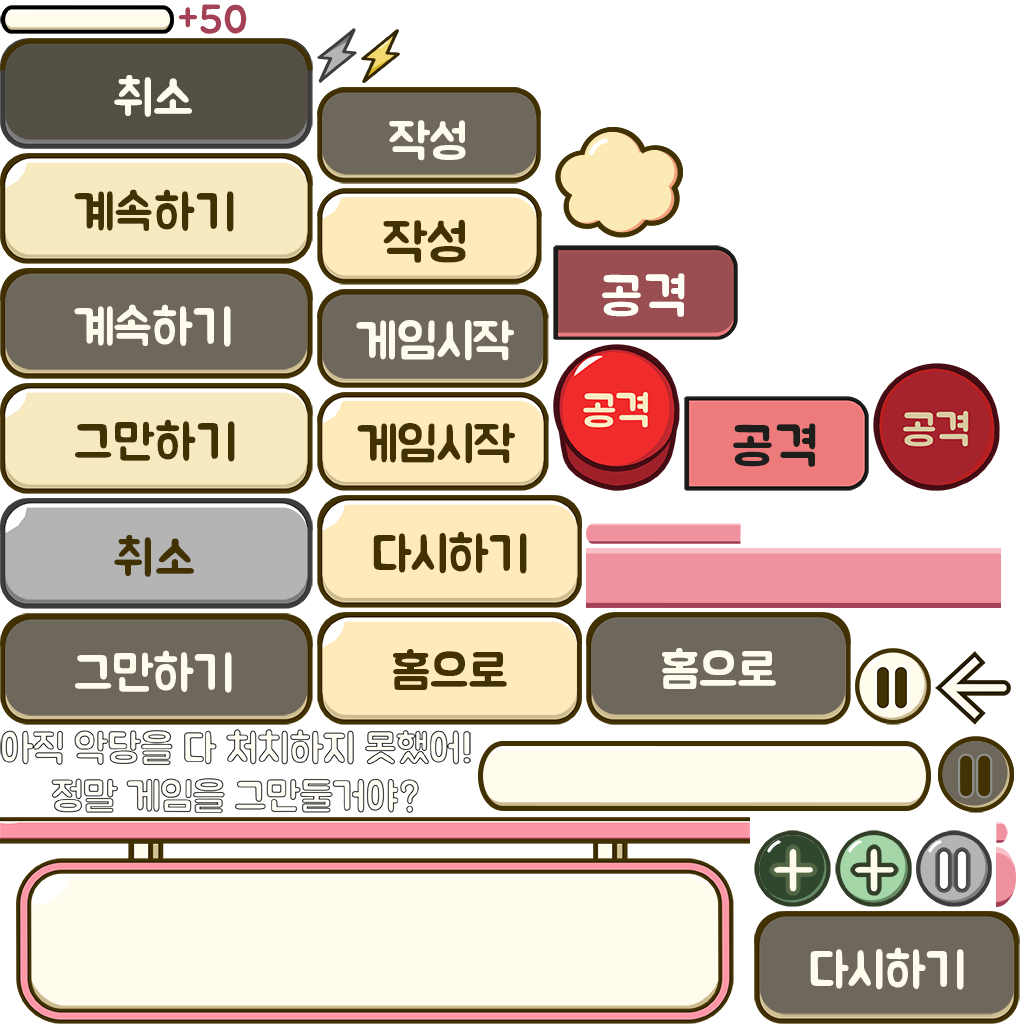 +50
취소
작성
계속하기
작성
공격
계속하기
게임시작
공격
그만하기
게임시작
공격
공격
취소
다시하기
그만하기
홈으로
홈으로
아직 악당을 다 처치하지 못했어!
정말 게임을 그만둘거야?
다시하기